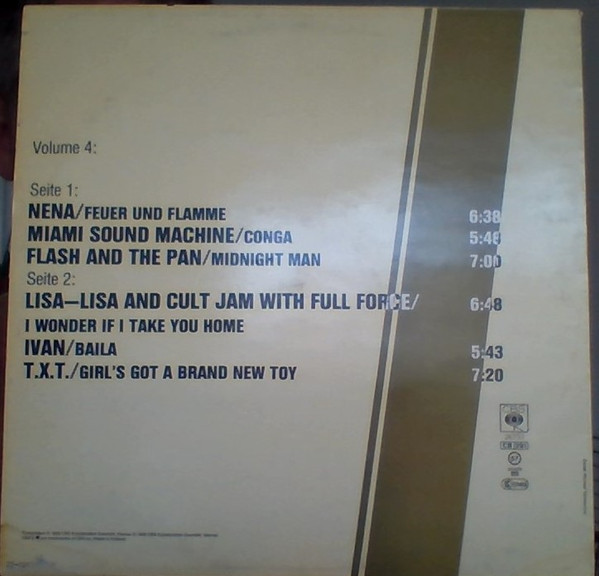 Volume 4:
Seite 1:
NENA/FEUER UND FLAMME 6:38
MIAMI SOUND MACHINE/CONGA 5:46
FLASH AND THE PAN/MIDNIGHT MAN 7:00
Seite 2:
LISA–LISA AND CULT JAM WITH FULL FORCE/ 6:48
I WONDER IF I TAKE YOU HOME
IVAN/BAILA 5:43
T.X.T./GIRL'S GOT A BRAND NEW TOY 7:20
CBS